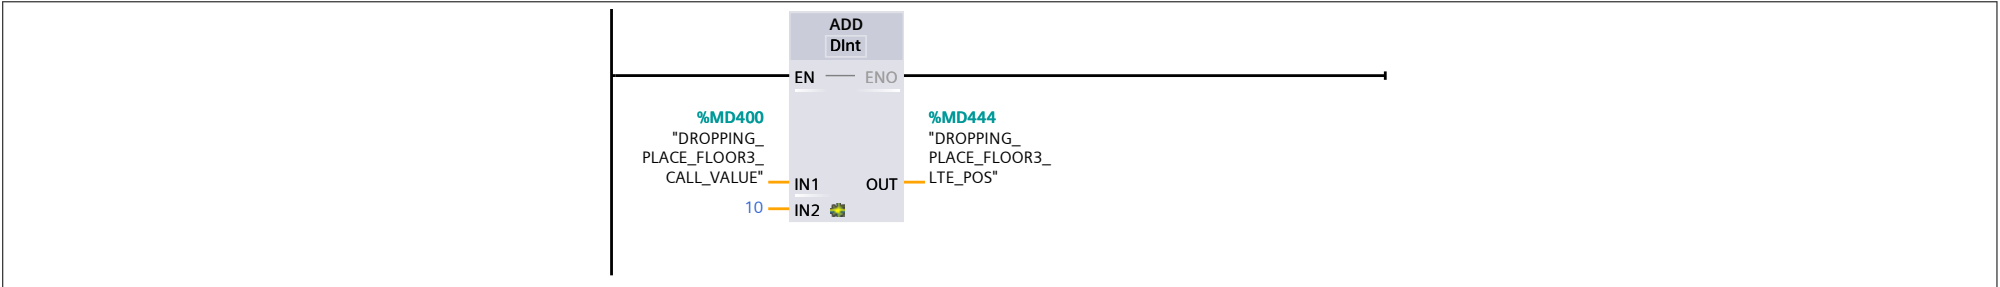 ADD
DInt
EN
ENO
%MD400
"DROPPING_
PLACE_FLOOR3_
CALL_VALUE"
IN1
%MD444
"DROPPING_
PLACE_FLOOR3_
LTE_POS"
OUT
10
IN2